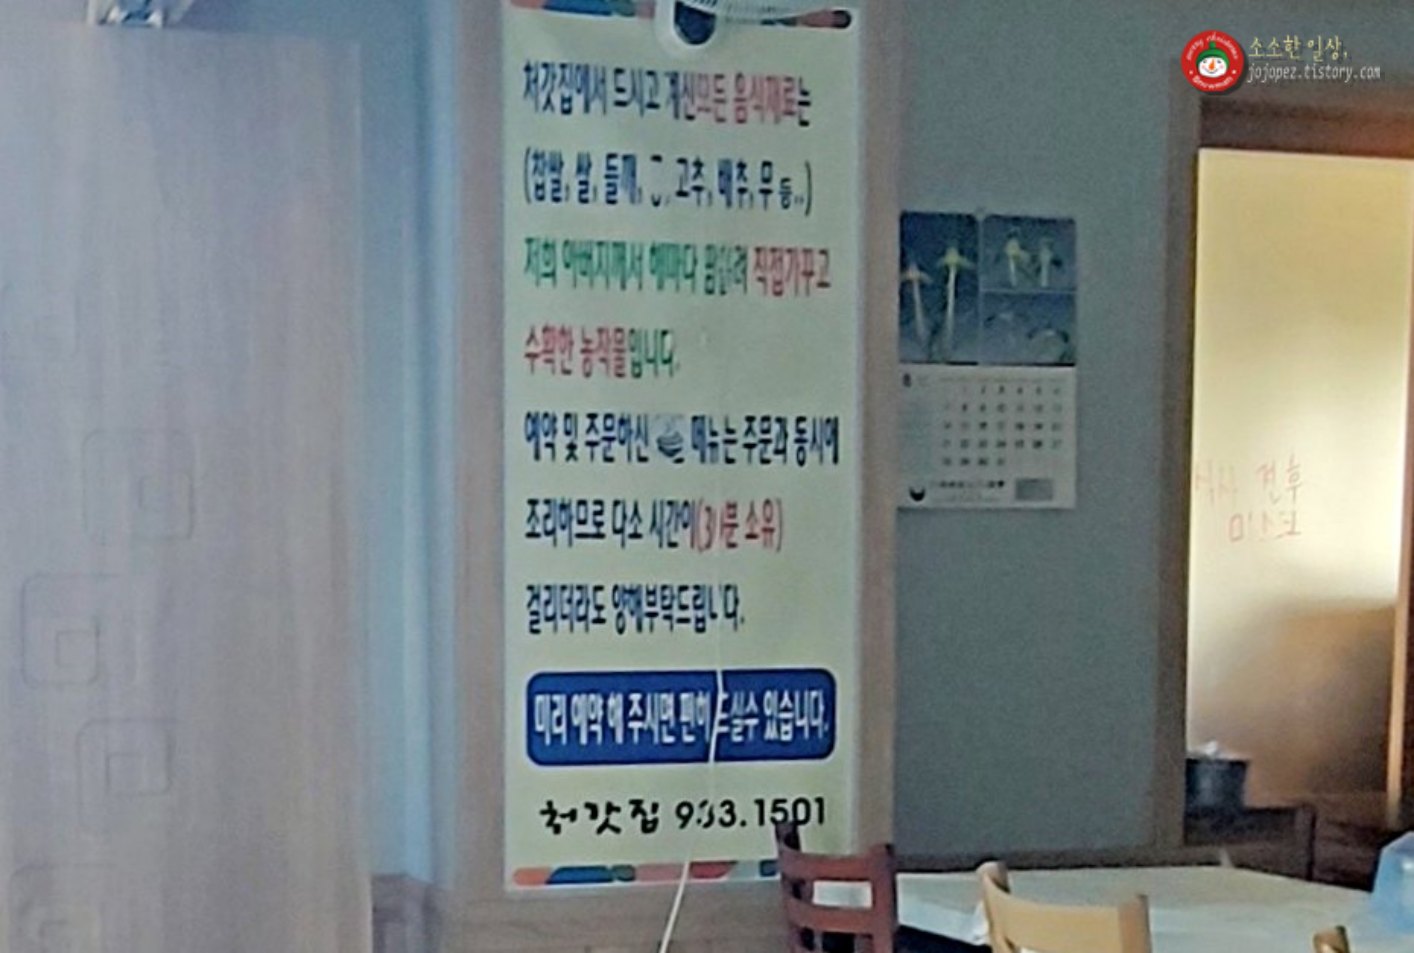 처갓집에서 드시고 계신모든 음식재료는
(찹쌀, 쌀, 들깨, 고추, 배추, 무 등..)
저희 아버지께서 해마다 직접가꾸고
수확한 농작물입니다.
예약 및 주문하신 메뉴는 주문과 동시에
조리하므로 다소 시간이(30분 소유)
걸리더라도 양해부탁드립니다.
미리 예약 해 주시면 편히 드실수 있습니다.
처갓집 933.1501
소소한 일상,
jojopez.tistory.com
전후